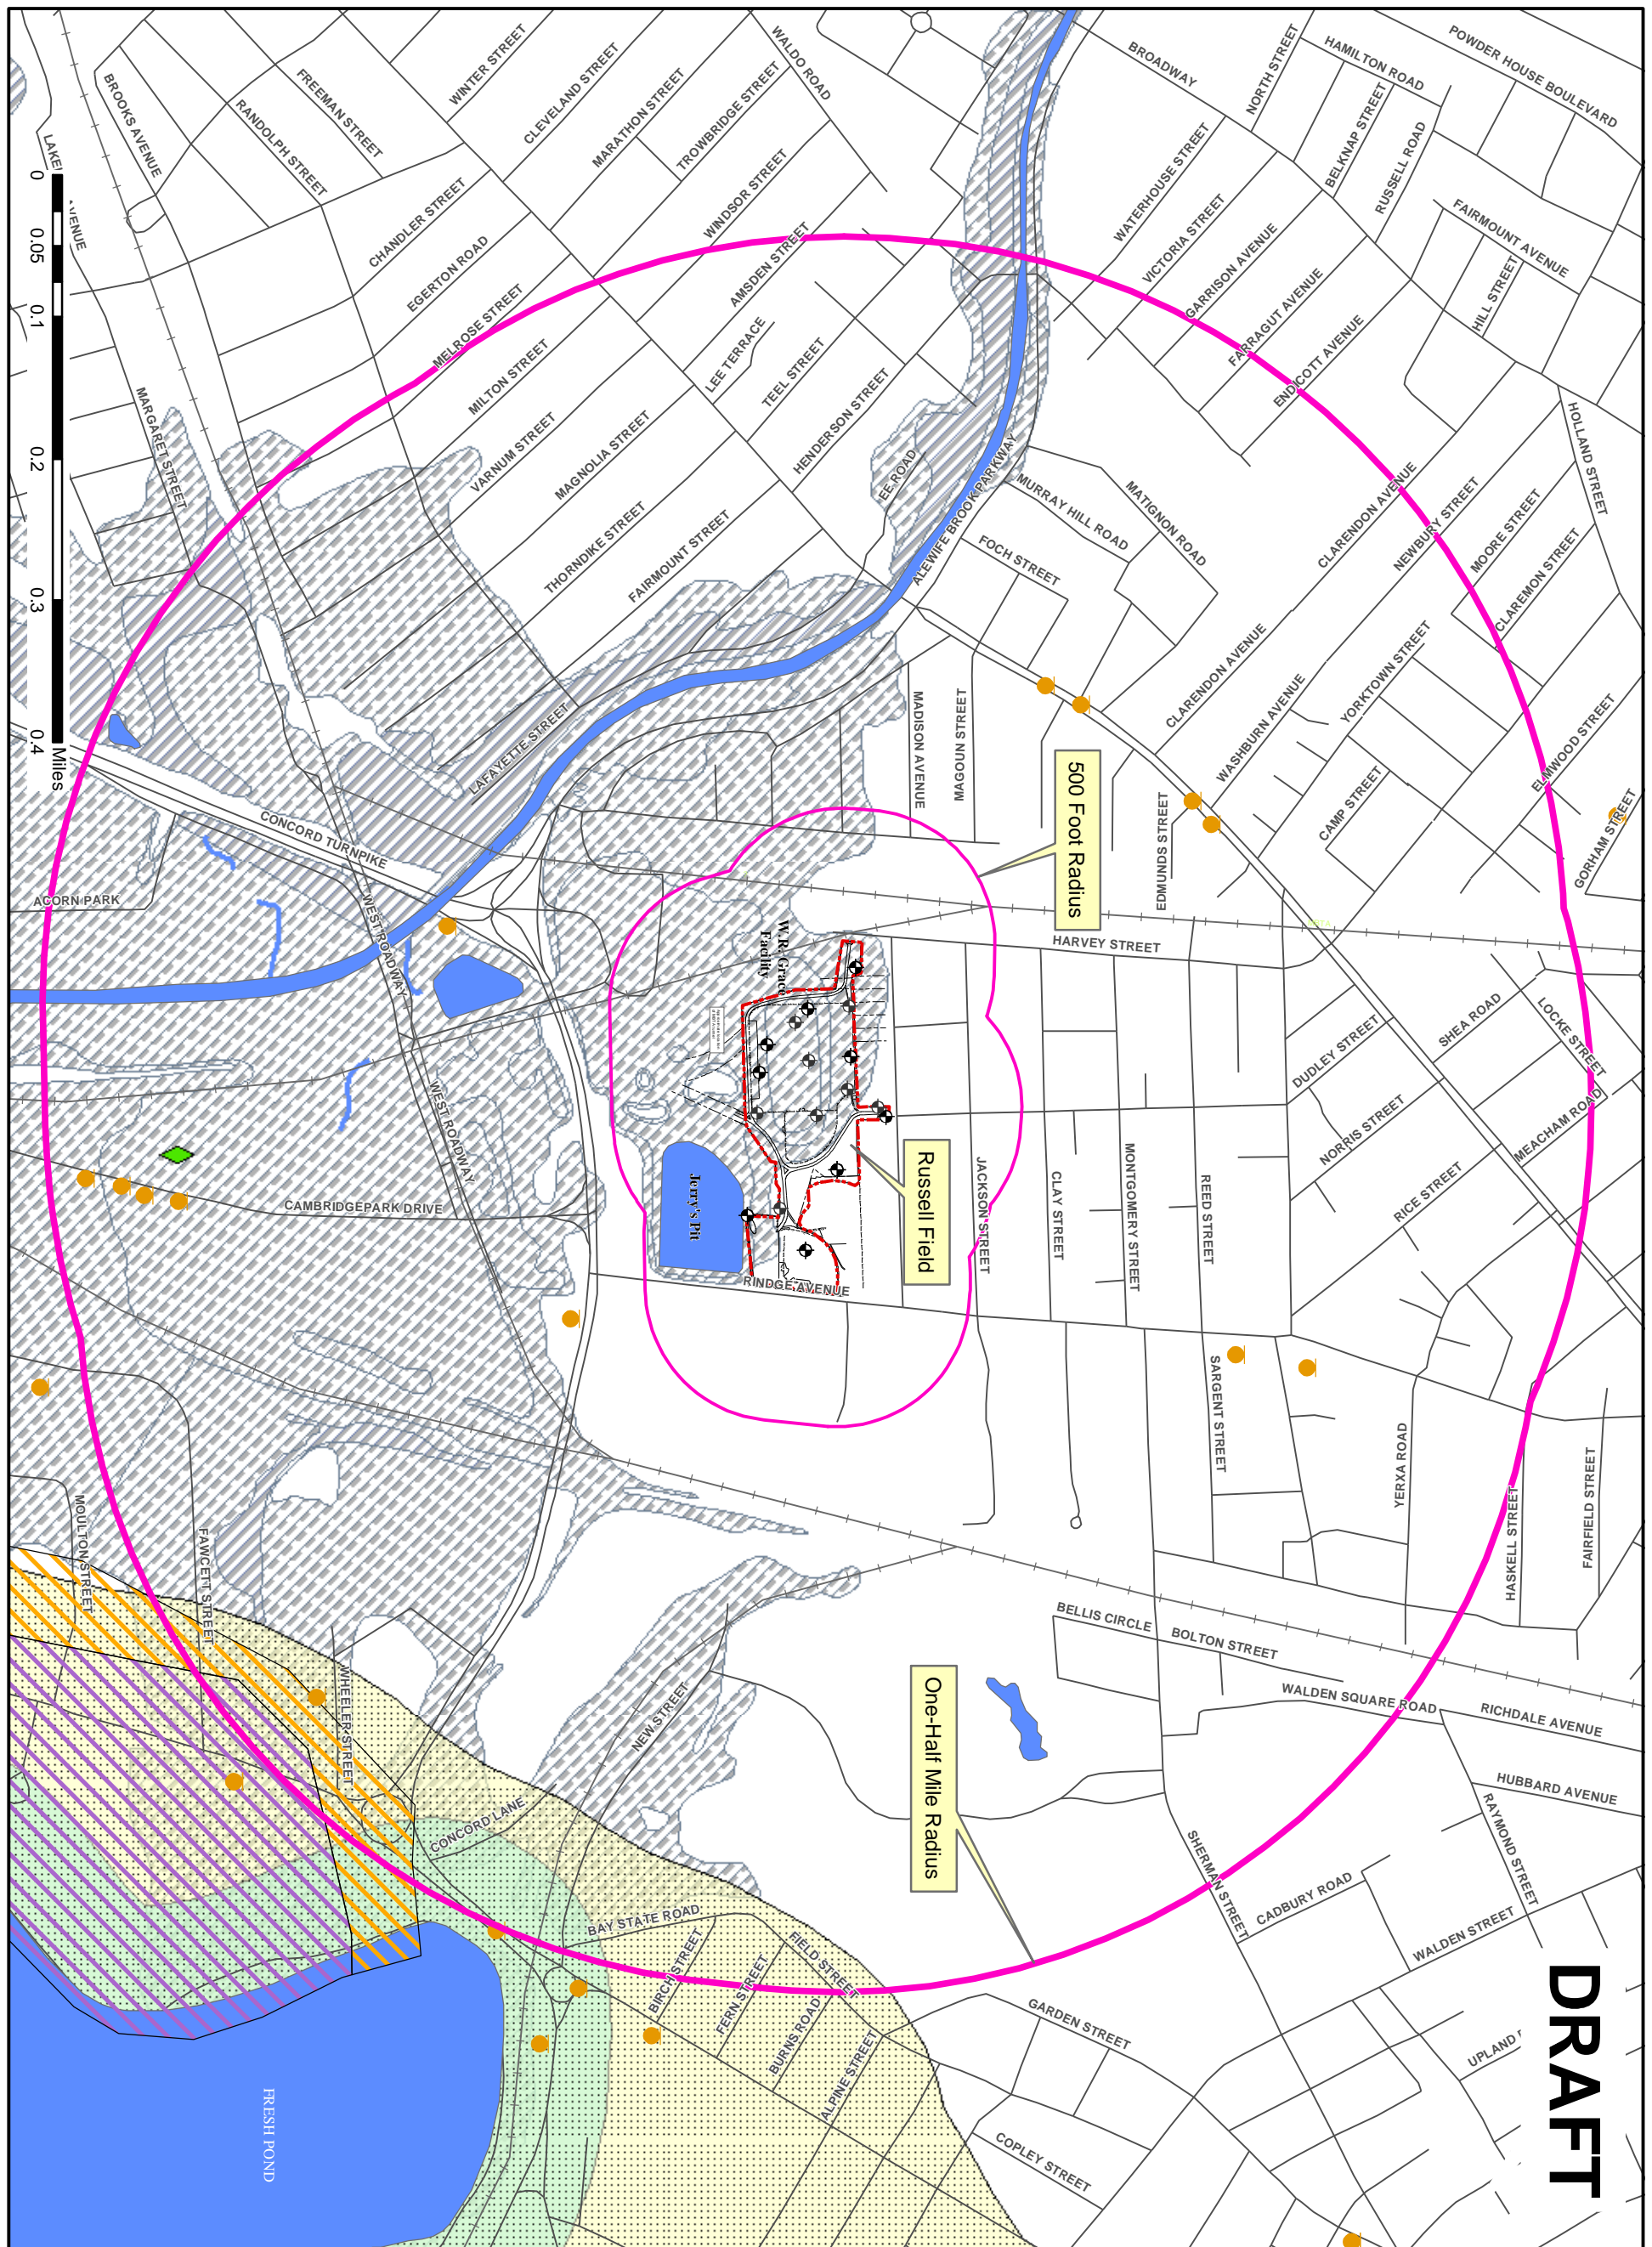 POWDER HOUSE BOULEVARD
HAMILTON ROAD
NORTH STREET
BROADWAY
WALDO ROAD
WINTER STREET
CLEVELAND STREET
MARATHON STREET
TROWBRIDGE STREET
FREEMAN STREET
RANDOLPH STREET
BROOKS AVENUE
BELKNAP STREET
RUSSELL ROAD
WATERHOUSE STREET
VICTORIA STREET
GARRISON AVENUE
FARRAGUT AVENUE
ENDICOTT AVENUE
FAIRMOUNT AVENUE
HILL STREET
WINDSOR STREET
CHANDLER STREET
EGERTON ROAD
AMSDEN STREET
MELROSE STREET
MILTON STREET
LEE TERRACE
TEEL STREET
HENDERSON STREET
VARNUM STREET
MAGNOLIA STREET
THORNDIKE STREET
FAIRMOUNT STREET
MARGARET STREET
AVENUE
0
0.05
0.1
0.2
0.3
0.4
Miles
HOLLAND STREET
CLARENDON AVENUE
NEWBURY STREET
MOORE STREET
CLAREMON STREET
MATIGNON ROAD
MURRAY HILL ROAD
FOCH STREET
EE ROAD
ALEWIFE BROOK PARKWAY
CLARENDON AVENUE
WASHBURN AVENUE
YORKTOWN STREET
CAMP STREET
ELMWOOD STREET
GORHAM STREET
MADISON AVENUE
MAGOUN STREET
EDMUNDS STREET
LAFAYETTE STREET
CONCORD TURNPIKE
ACORN PARK
WEST ROADWAY
WEST ROADWAY
500 Foot Radius
HARVEY STREET
W.R. Grace
Facility
Russell Field
Jerry's Pit
RINDGE AVENUE
JACKSON STREET
CLAY STREET
MONTGOMERY STREET
REED STREET
DUDLEY STREET
SHEA ROAD
LOCKE STREET
MEACHAM ROAD
NORRIS STREET
RICE STREET
CAMBRIDGEPARK DRIVE
SARGENT STREET
YERXA ROAD
HASKELL STREET
FAIRFIELD STREET
MOULTON STREET
FAWCETT STREET
WHEELER STREET
NEW STREET
CONCORD LANE
BELLIS CIRCLE
BOLTON STREET
WALDEN SQUARE ROAD
RICHDALE AVENUE
HUBBARD AVENUE
RAYMOND STREET
One-Half Mile Radius
SHERMAN STREET
CADBURY ROAD
WALDEN STREET
BAY STATE ROAD
BIRCH STREET
FERN STREET
FIELD STREET
BURNS ROAD
ALPINE STREET
GARDEN STREET
COPLEY STREET
FRESH POND
DRAFT